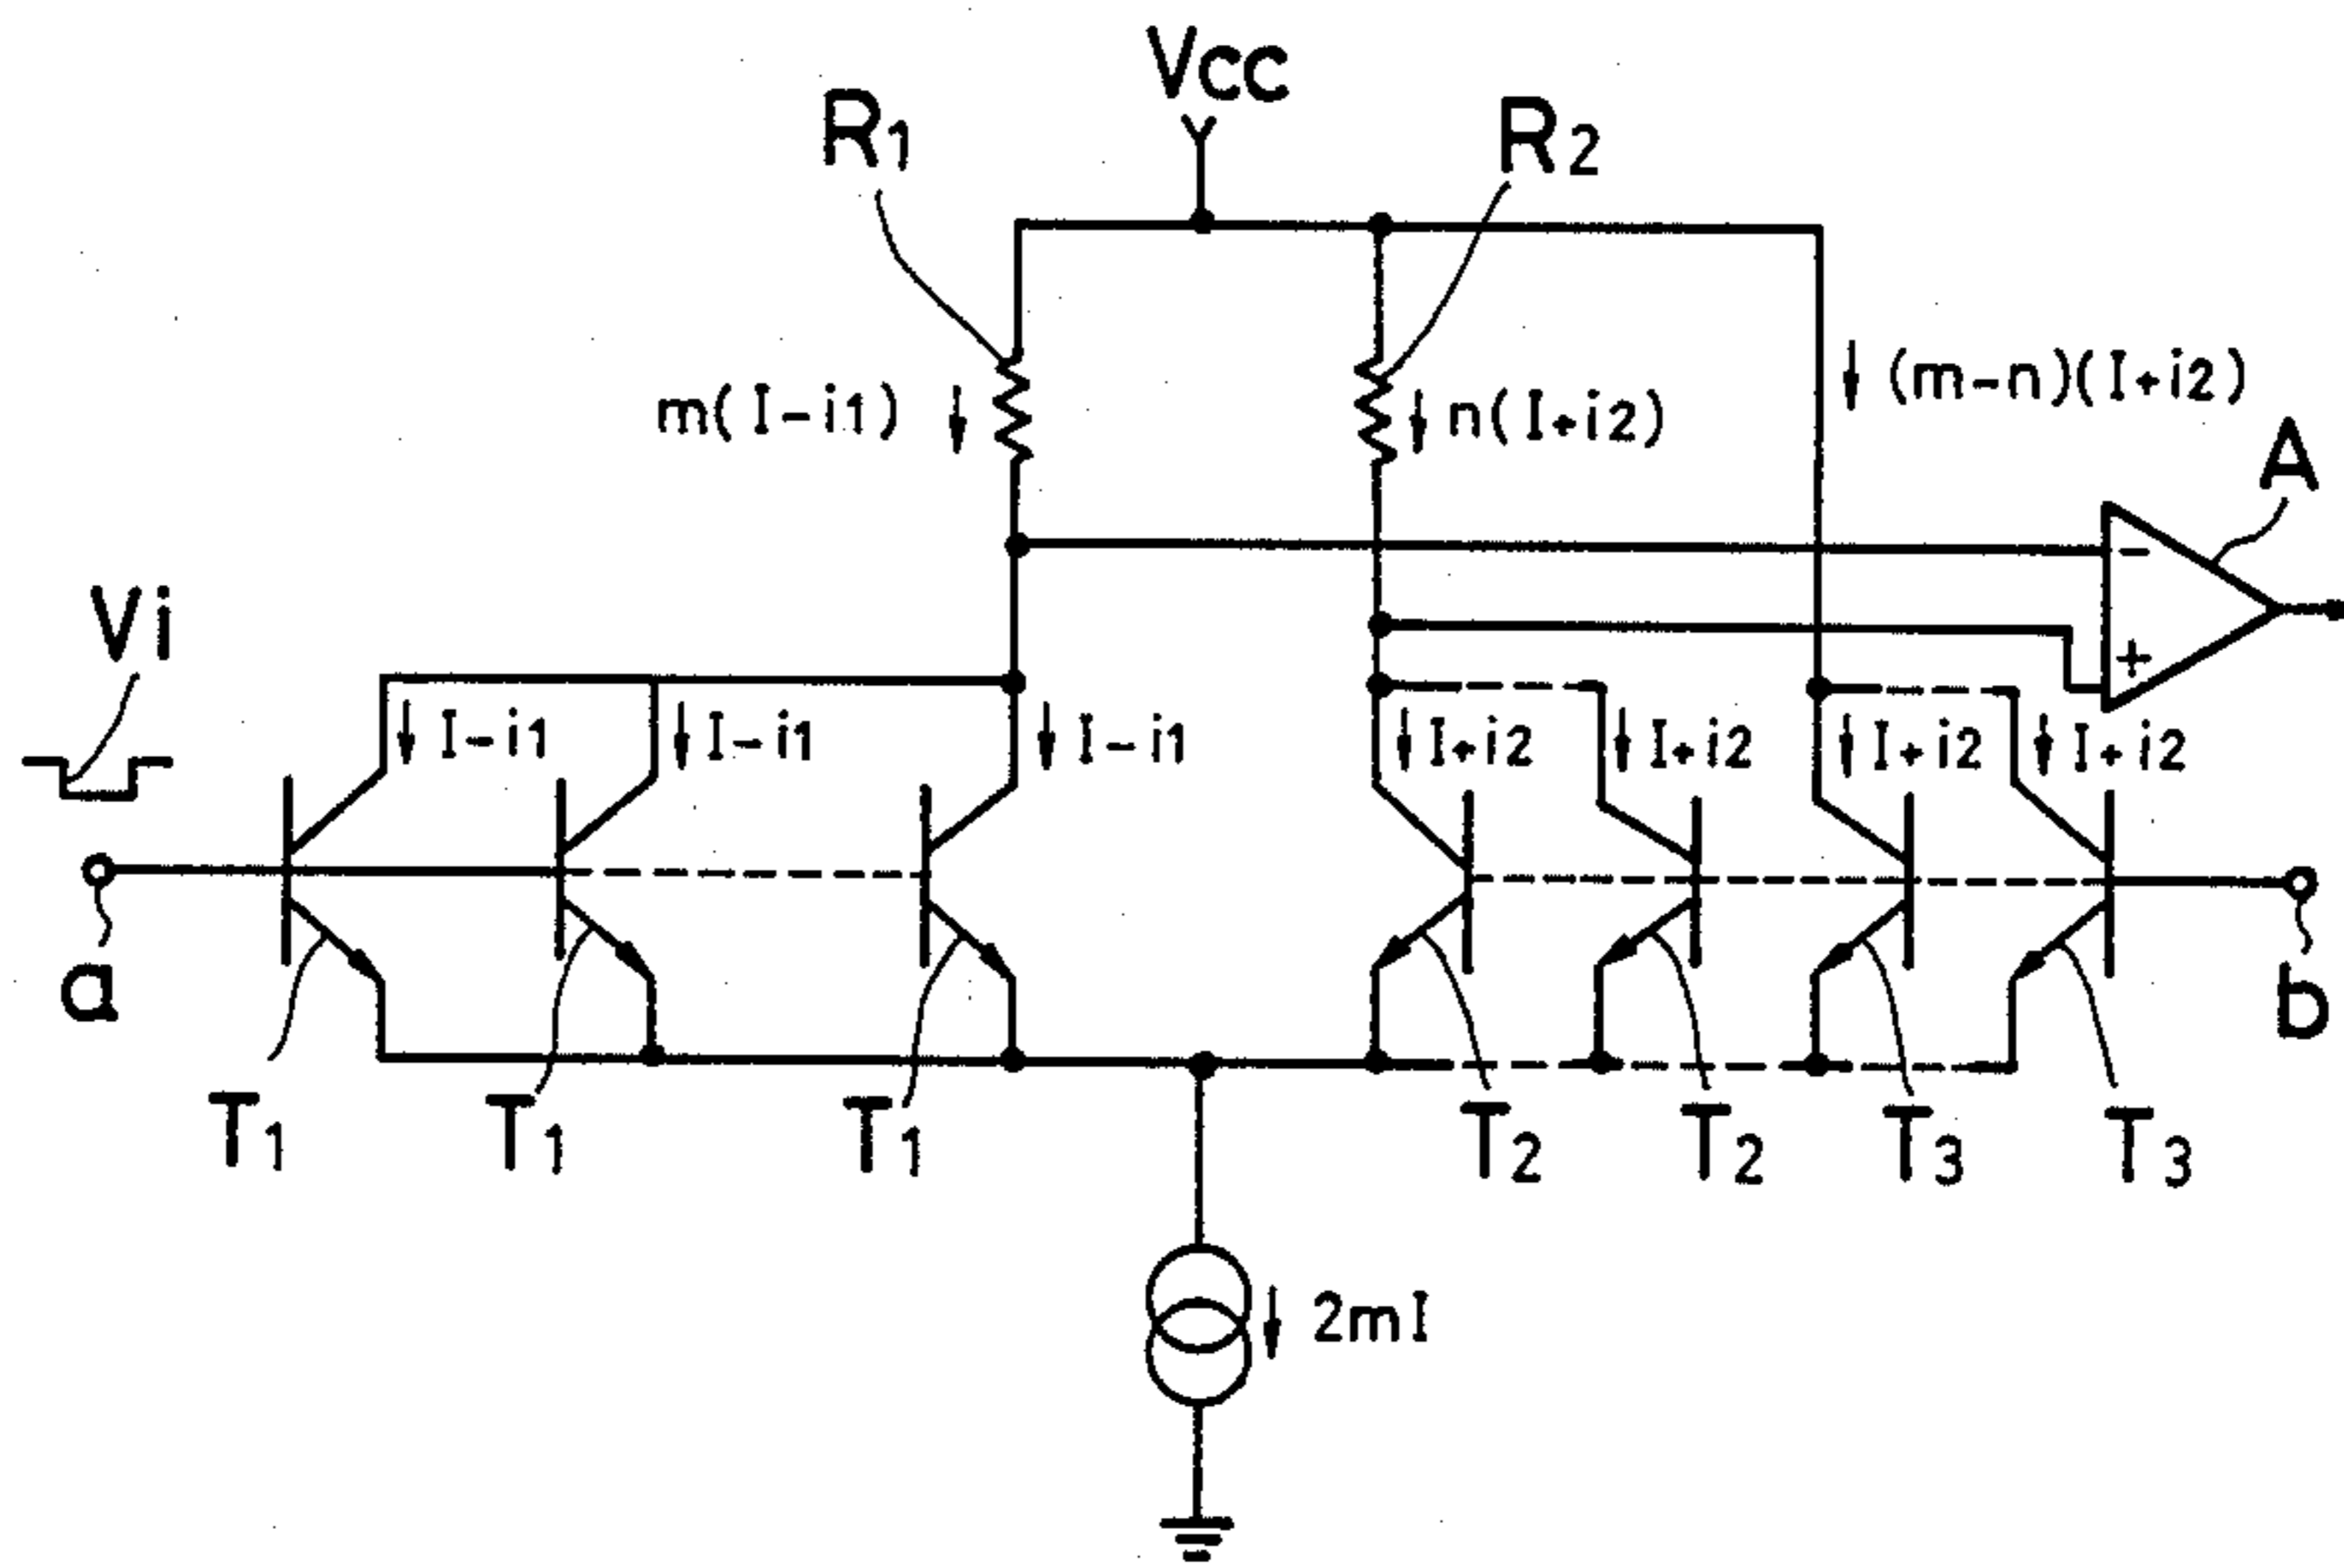 Vcc
R1
R2
m(I-i1)
n(I+i2)
(m-n)(I+i2)
A
-
+
Vi
I-i1
I-i1
I-i1
I+i2
I+i2
I+i2
I+i2
a
b
T1
T1
T1
T2
T2
T3
T3
2mI